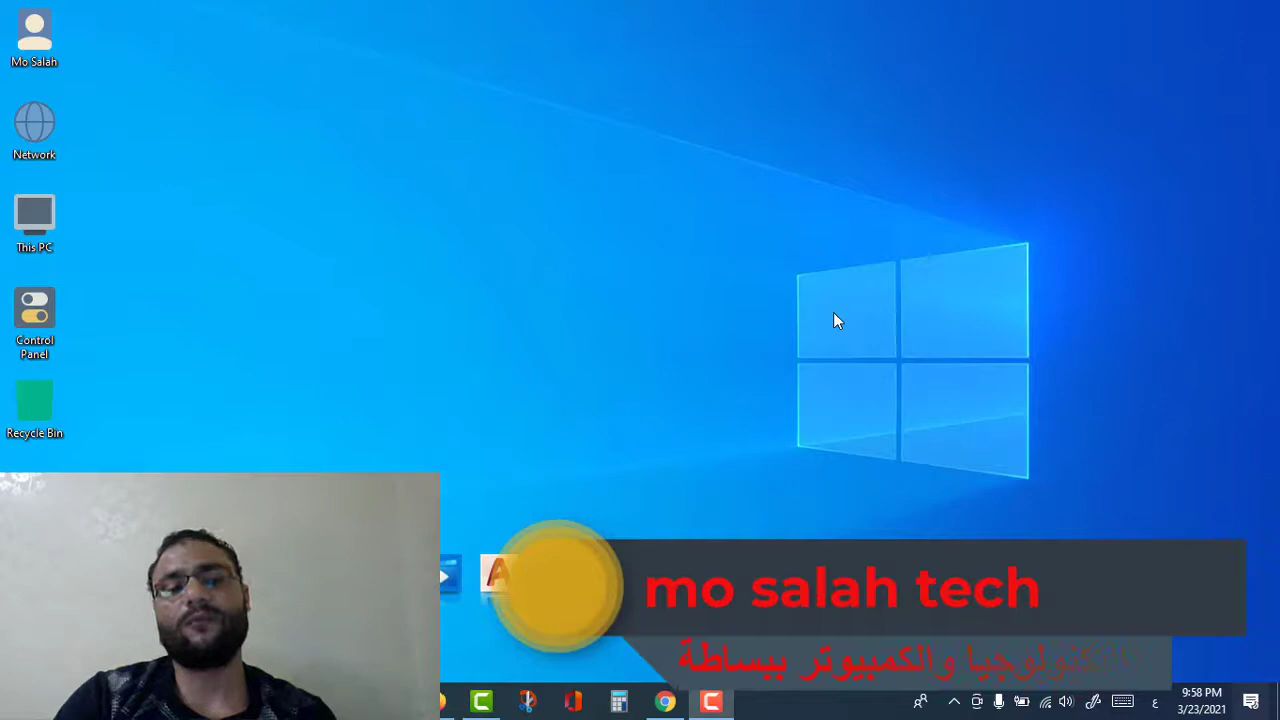 Mo Salah
Network
This PC
Control
Panel
Recycle Bin
A
mo salah tech
تكنولوجيا والكمبيوتر ببساطة
ع
9:58 PM
3/23/2021